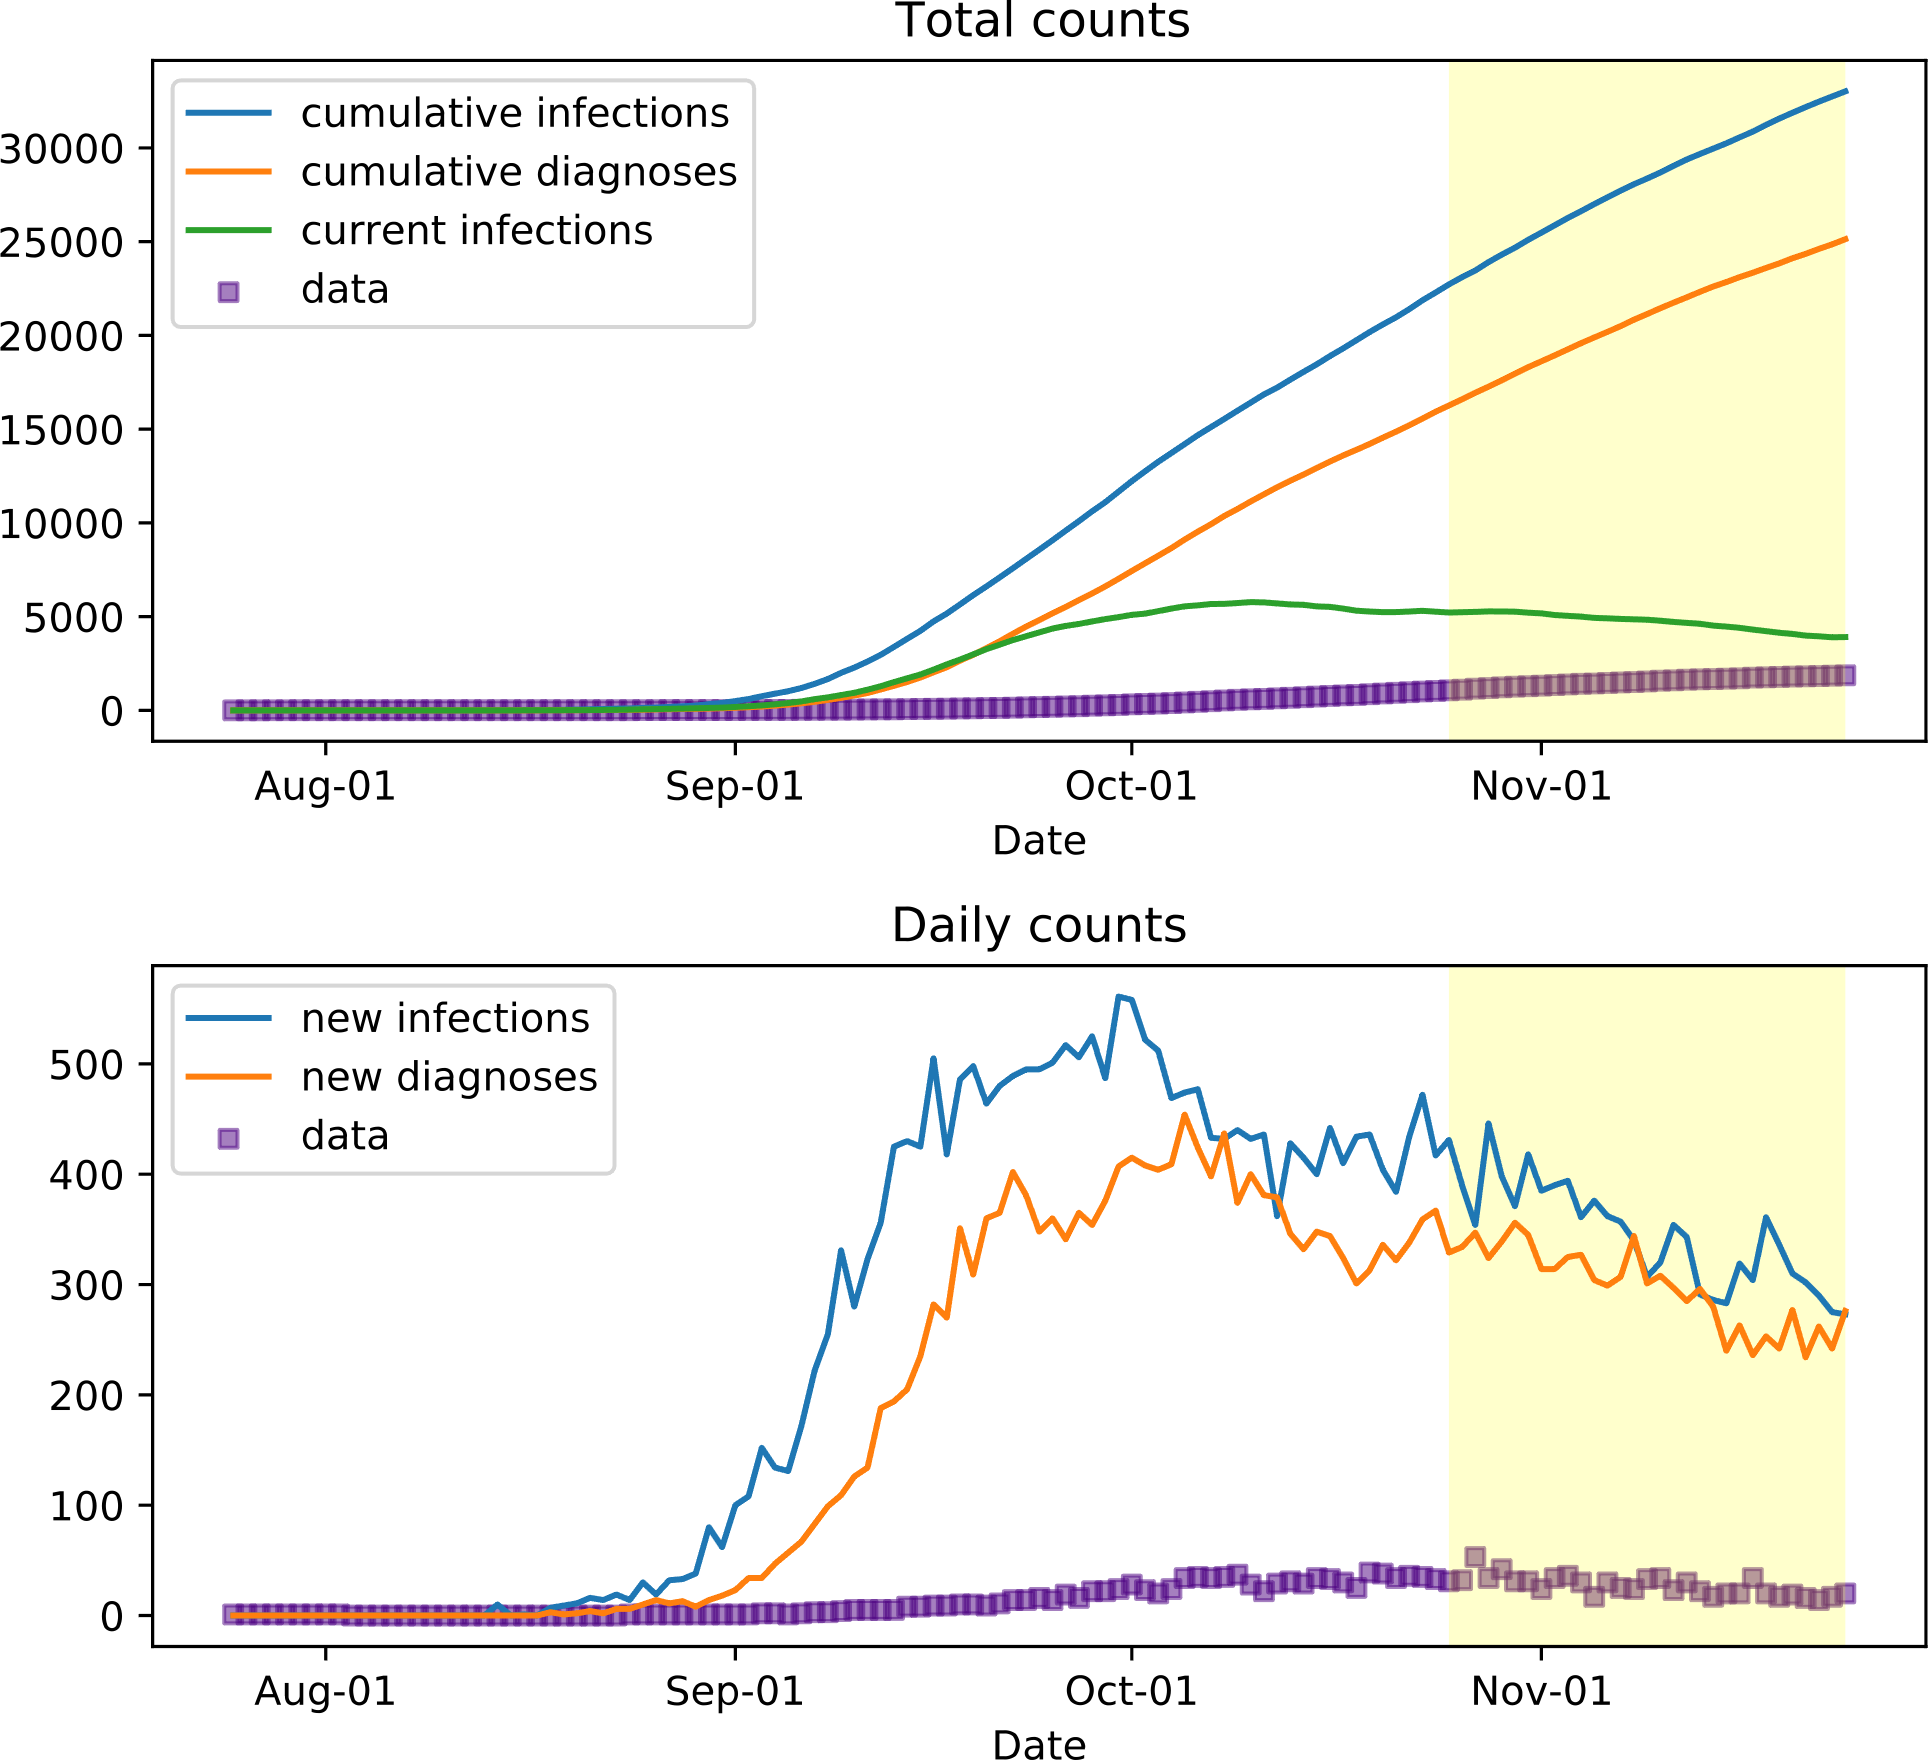 Total counts
cumulative infections
cumulative diagnoses
current infections
data
30000
25000
20000
15000
10000
5000
0
Aug-01 Sep-01 Oct-01 Nov-01
Date
Daily counts
new infections
new diagnoses
data
500
400
300
200
100
0
Aug-01 Sep-01 Oct-01 Nov-01
Date